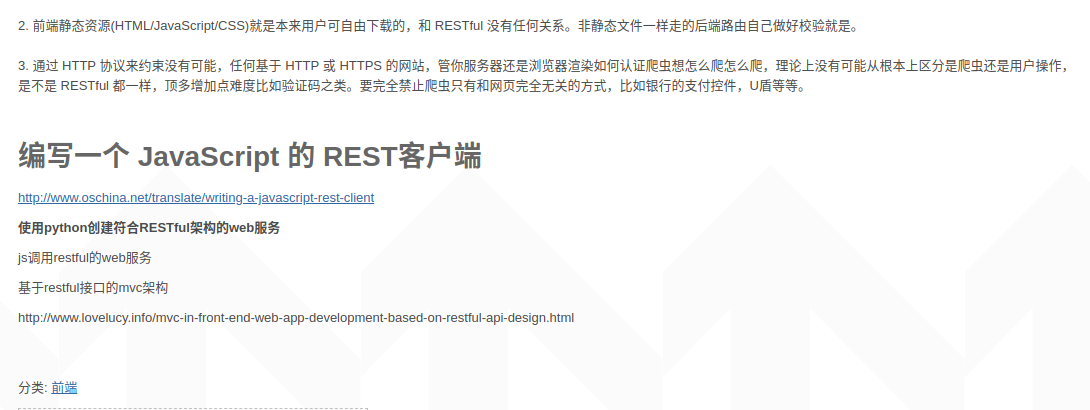 2. 前端静态资源(HTML/JavaScript/CSS)就是本来用户可自由下载的，和 RESTful 没有任何关系。非静态文件一样走的后端路由自己做好校验就是。
3. 通过 HTTP 协议来约束没有可能，任何基于 HTTP 或 HTTPS 的网站，管你服务器还是浏览器渲染如何认证爬虫想怎么爬怎么爬，理论上没有可能从根本上区分是爬虫还是用户操作，
是不是 RESTful 都一样，顶多增加点难度比如验证码之类。要完全禁止爬虫只有和网页完全无关的方式，比如银行的支付控件，U盾等等。
编写一个 JavaScript 的 REST客户端
http://www.oschina.net/translate/writing-a-javascript-rest-client
使用python创建符合RESTful架构的web服务
js调用restful的web服务
基于restful接口的mvc架构
http://www.lovelucy.info/mvc-in-front-end-web-app-development-based-on-restful-api-design.html
分类: 前端